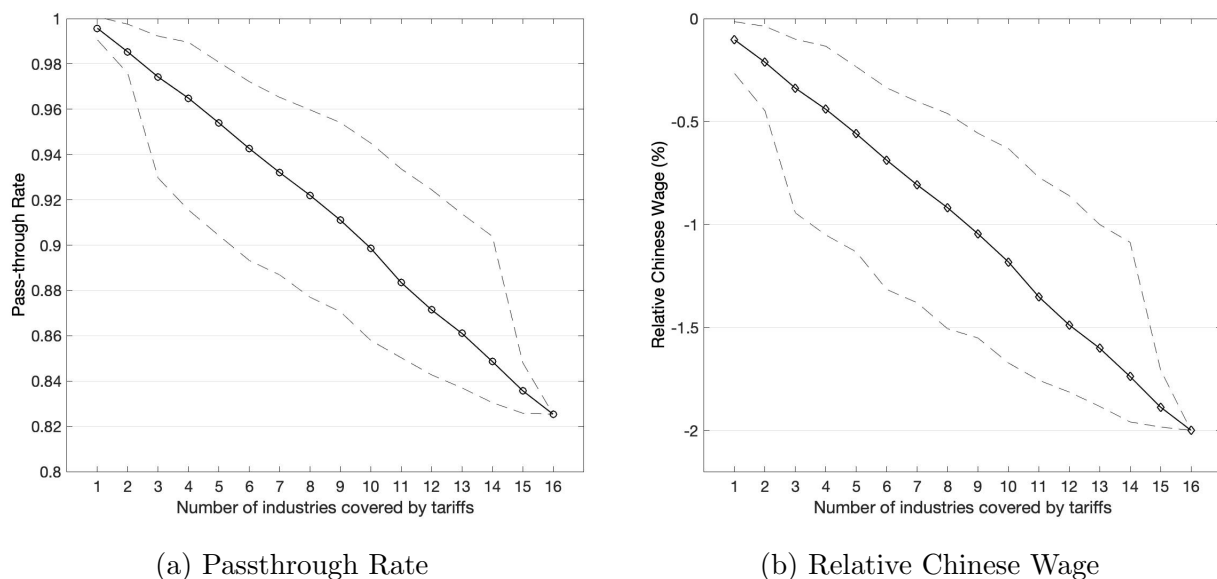 1
0.98
0.96
0.94
0.92
0.9
0.88
0.86
0.84
0.82
0.8
Pass-through Rate
1 2 3 4 5 6 7 8 9 10 11 12 13 14 15 16
Number of industries covered by tariffs
(a) Passthrough Rate
0
-0.5
-1
-1.5
-2
Relative Chinese Wage (%)
1 2 3 4 5 6 7 8 9 10 11 12 13 14 15 16
Number of industries covered by tariffs
(b) Relative Chinese Wage